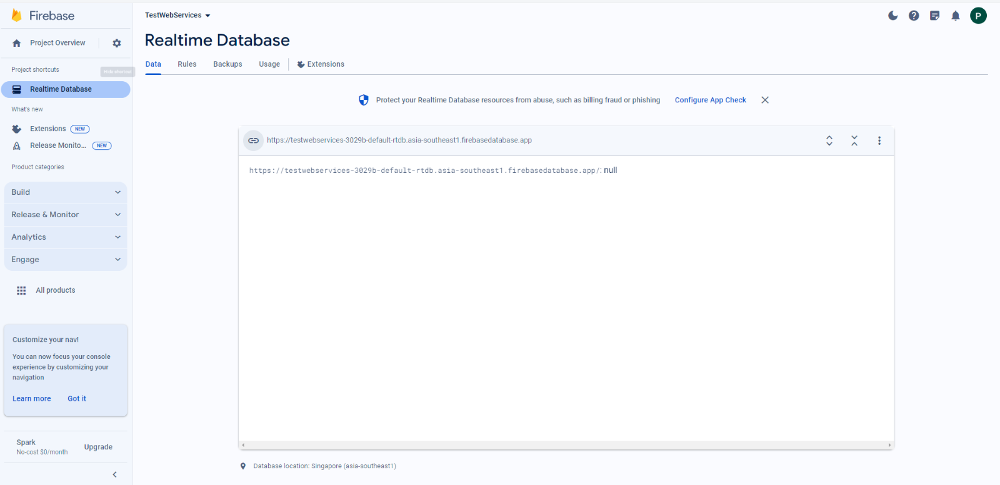 Firebase
TestWebServices
P
Project Overview
Realtime Database
Data
Rules
Backups
Usage
Extensions
Project shortcuts
Hide shortcut
Realtime Database
What's new
Extensions NEW
Release Monito... NEW
Product categories
Build
Release & Monitor
Analytics
Engage
All products
Customize your nav!
You can now focus your console
experience by customizing your
navigation
Learn more
Got it
Spark
No-cost $0/month
Upgrade
Protect your Realtime Database resources from abuse, such as billing fraud or phishing
Configure App Check
https://testwebservices-3029b-default-rtdb.asia-southeast1.firebasedatabase.app
https://testwebservices-3029b-default-rtdb.asia-southeast1.firebasedatabase.app/: null
Database location: Singapore (asia-southeast1)